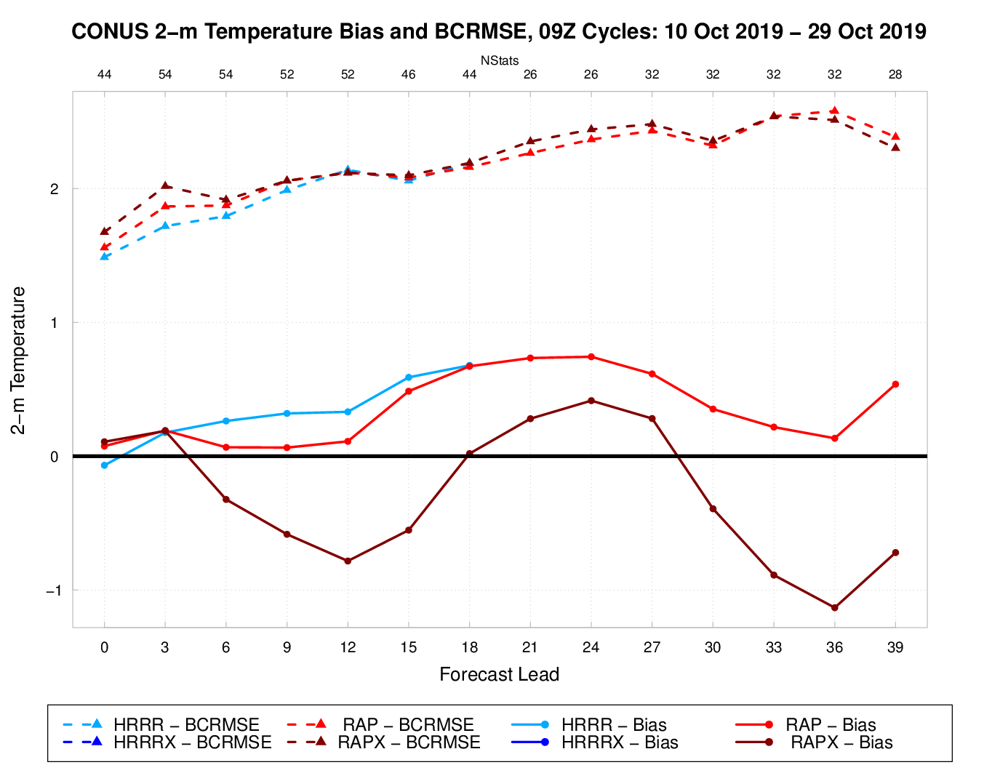 CONUS 2−m Temperature Bias and BCRMSE, 09Z Cycles: 10 Oct 2019 − 29 Oct 2019
NStats
44 54 54 52 52 46 44 26 26 32 32 32 32 28
2
1
0
−1
2−m Temperature
0 3 6 9 12 15 18 21 24 27 30 33 36 39
Forecast Lead
HRRR − BCRMSE RAP − BCRMSE HRRR − Bias RAP − Bias
HRRRX − BCRMSE RAPX − BCRMSE HRRRX − Bias RAPX − Bias